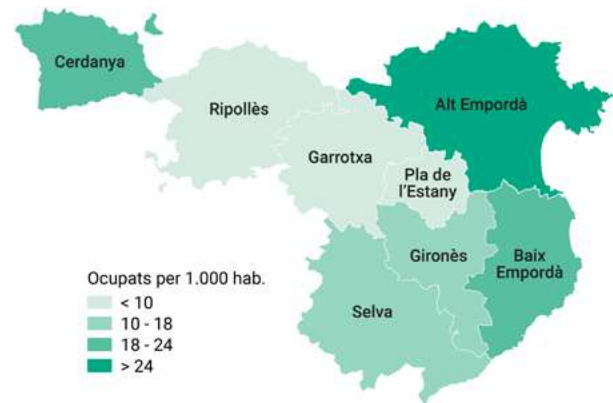 Cerdanya
Ripollès
Alt Empordà
Garrotxa
Pla de
l'Estany
Gironès
Baix
Empordà
Selva
Ocupats per 1.000 hab.
< 10
10 - 18
18 - 24
> 24